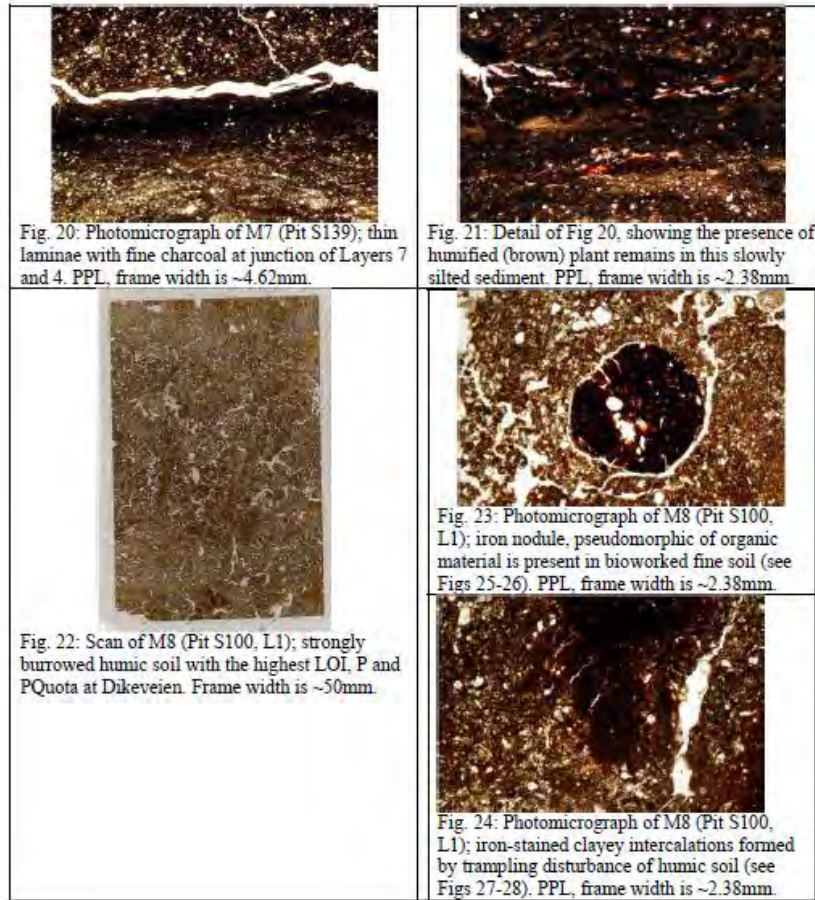 Fig. 20: Photomicrograph of M7 (Pit S139); thin
laminae with fine charcoal at junction of Layers 7
and 4. PPL, frame width is ~4.62mm.
Fig. 21: Detail of Fig 20, showing the presence of
humified (brown) plant remains in this slowly
silted sediment. PPL, frame width is ~2.38mm.
Fig. 22: Scan of M8 (Pit S100, L1); strongly
burrowed humic soil with the highest LOI, P and
PQuota at Dikeveien. Frame width is ~50mm.
Fig. 23: Photomicrograph of M8 (Pit S100,
L1); iron nodule, pseudomorphic of organic
material is present in bioworked fine soil (see
Figs 25-26). PPL, frame width is ~2.38mm.
Fig. 24: Photomicrograph of M8 (Pit S100,
L1); iron-stained clayey intercalations formed
by trampling disturbance of humic soil (see
Figs 27-28). PPL, frame width is ~2.38mm.